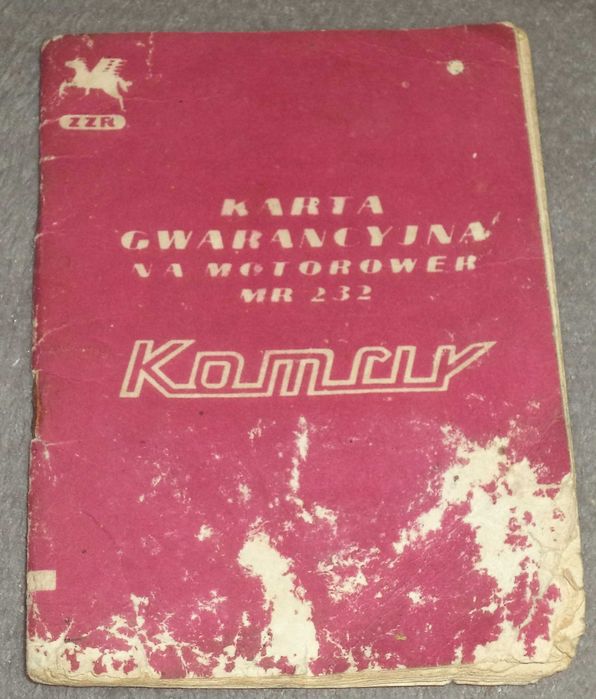 ZZR
KARTA
GWARANCYJNA
NA MOTOROWER
MR 232
Komar